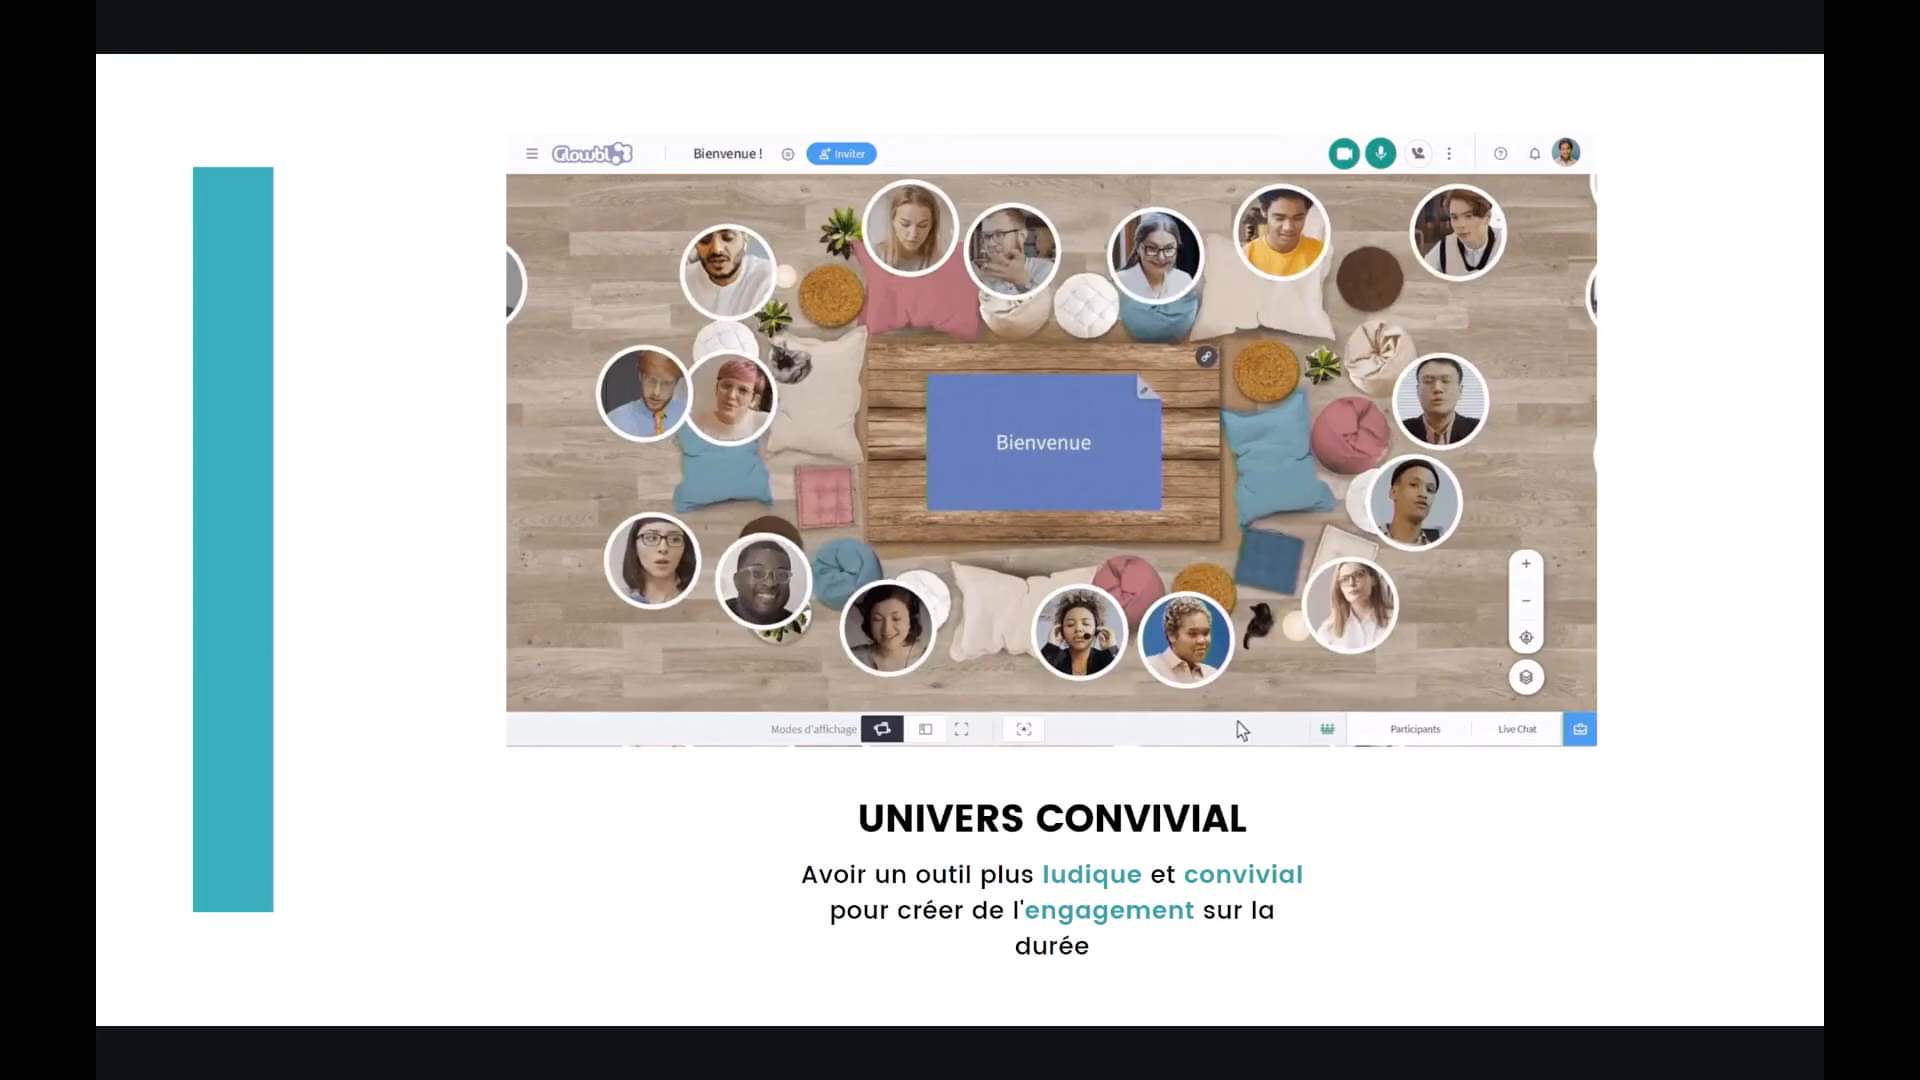 Glowbl
Bienvenue !
Inviter
Bienvenue
Modes d'affichage
Participants
Live Chat
UNIVERS CONVIVIAL
Avoir un outil plus ludique et convivial
pour créer de l'engagement sur la
durée